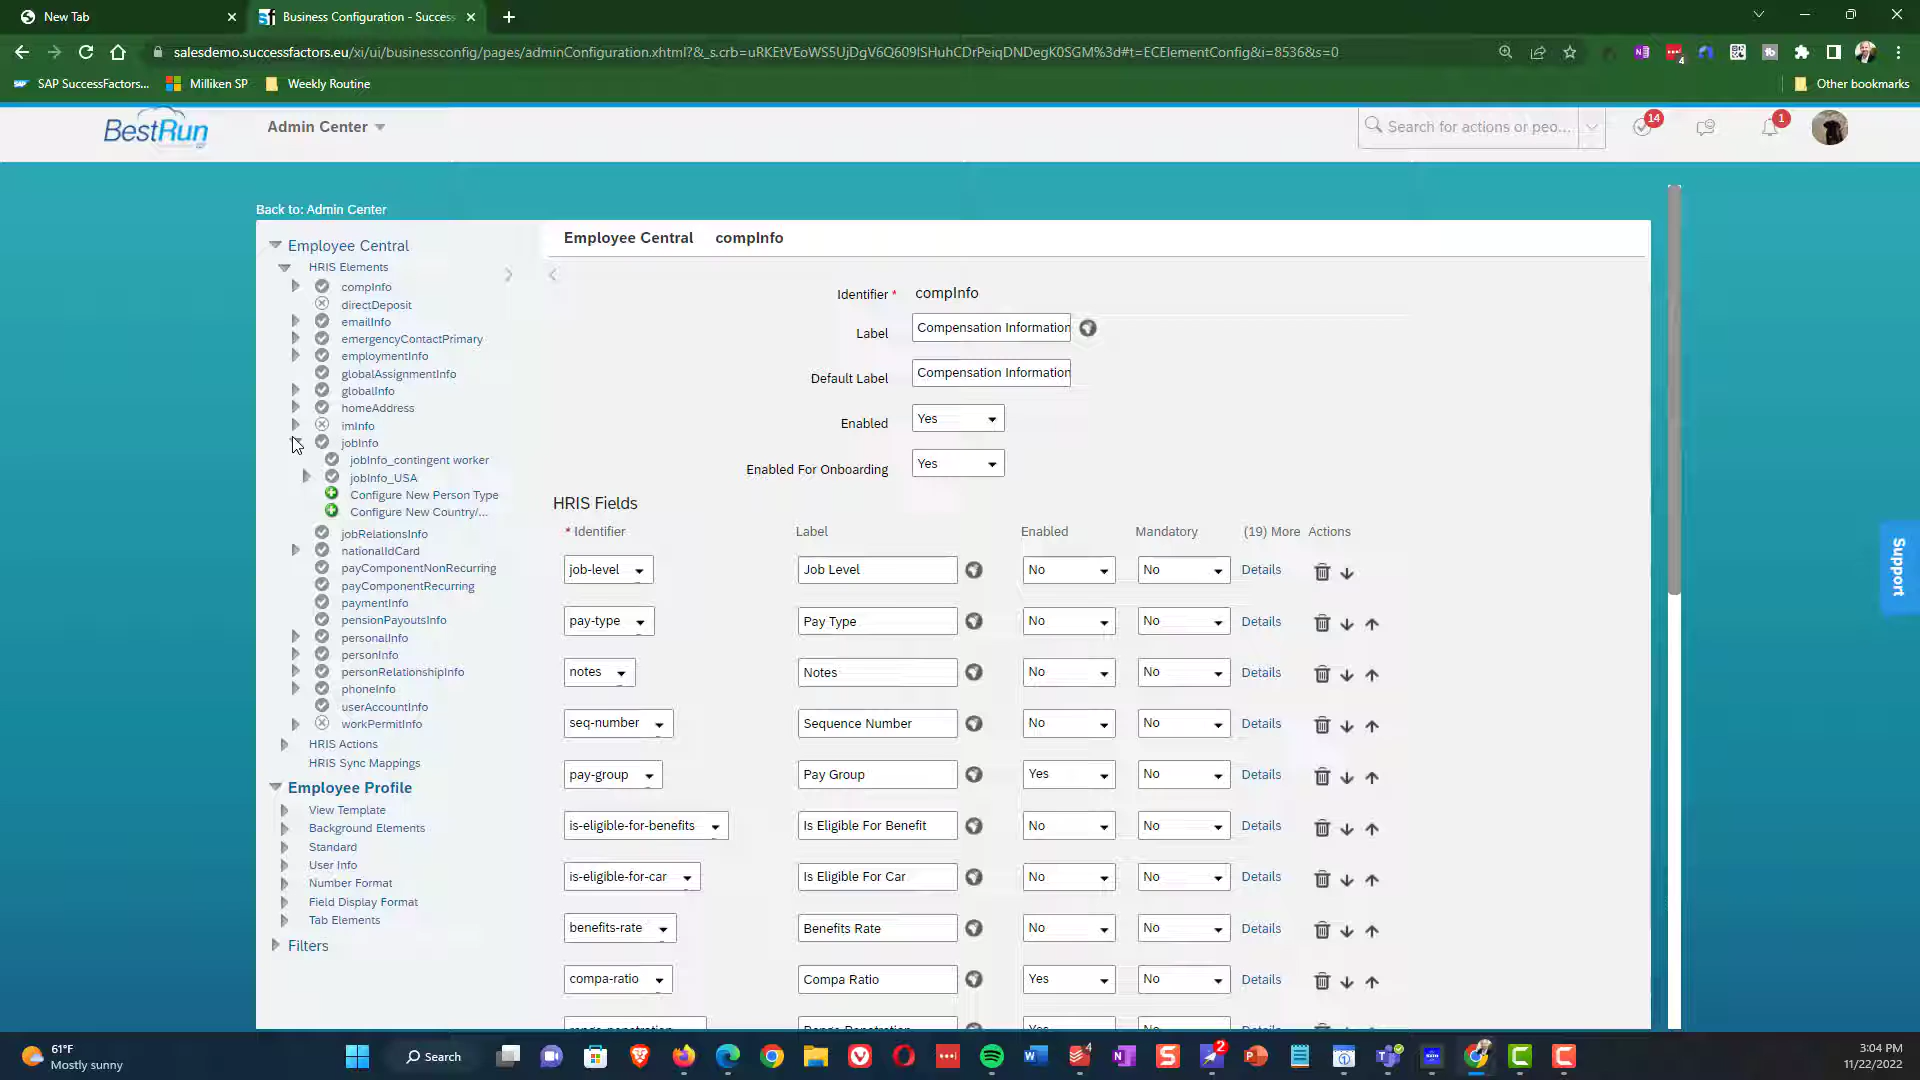 New Tab
Business Configuration - Success
salesdemo.successfactors.eu/xi/ui/businessconfig/pages/adminConfiguration.xhtml?&_s.crb=uRKEtVEoWS5UjDgV6Q609lSHuhCDrPeiqDNDegK0SGM%3d#t=ECElementConfig&i=8536&s=0
4
SAP SuccessFactors...
Milliken SP
Weekly Routine
Other bookmarks
BestRun
Admin Center
Search for actions or peo...
14
1
Back to: Admin Center
Employee Central
HRIS Elements
compInfo
directDeposit
emailInfo
emergencyContactPrimary
employmentInfo
globalAssignmentInfo
globalInfo
homeAddress
imInfo
jobInfo
jobInfo_contingent worker
jobInfo_USA
Configure New Person Type
Configure New Country/...
jobRelationsInfo
nationalIdCard
payComponentNonRecurring
payComponentRecurring
paymentInfo
pensionPayoutsInfo
personalInfo
personInfo
personRelationshipInfo
phoneInfo
userAccountInfo
workPermitInfo
HRIS Actions
HRIS Sync Mappings
Employee Profile
View Template
Background Elements
Standard
User Info
Number Format
Field Display Format
Tab Elements
Filters
Employee Central compInfo
Identifier * compInfo
Label Compensation Information
Default Label Compensation Information
Enabled Yes
Enabled For Onboarding Yes
HRIS Fields
* Identifier Label Enabled Mandatory (19) More Actions
job-level Job Level No No Details
pay-type Pay Type No No Details
notes Notes No No Details
seq-number Sequence Number No No Details
pay-group Pay Group Yes No Details
is-eligible-for-benefits Is Eligible For Benefit No No Details
is-eligible-for-car Is Eligible For Car No No Details
benefits-rate Benefits Rate No No Details
compa-ratio Compa Ratio Yes No Details
Support
61°F
Mostly sunny
Search
4
2
3:04 PM
11/22/2022